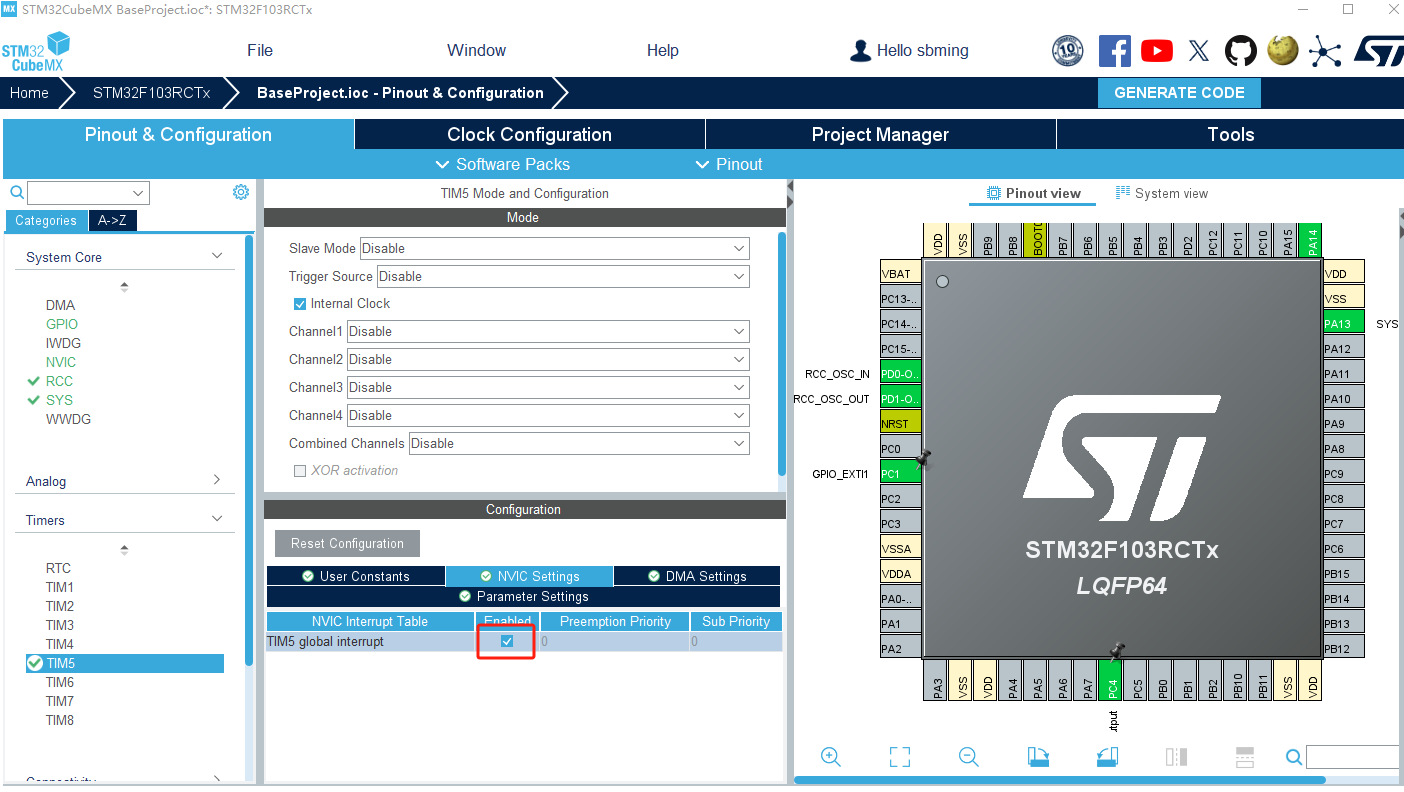 MX STM32CubeMX BaseProject.ioc*: STM32F103RCTx
STM32 CubeMX
File Window Help Hello sbming
10
Home STM32F103RCTx BaseProject.ioc - Pinout & Configuration GENERATE CODE
Pinout & Configuration Clock Configuration Project Manager Tools
Software Packs Pinout
Categories A->Z
System Core
DMA
GPIO
IWDG
NVIC
RCC
SYS
WWDG
Analog
Timers
RTC
TIM1
TIM2
TIM3
TIM4
TIM5
TIM6
TIM7
TIM8
TIM5 Mode and Configuration
Mode
Slave Mode Disable
Trigger Source Disable
Internal Clock
Channel1 Disable
Channel2 Disable
Channel3 Disable
Channel4 Disable
Combined Channels Disable
XOR activation
Configuration
Reset Configuration
User Constants NVIC Settings DMA Settings
Parameter Settings
NVIC Interrupt Table Enabled Preemption Priority Sub Priority
TIM5 global interrupt 0 0
Pinout view System view
VDD VSS PB9 PB8 BOOT0 PB7 PB6 PB5 PB4 PB3 PD2 PC12 PC11 PC10 PA15 PA14
VBAT VDD
PC13-.. VSS
PC14-.. PA13 SYS
PC15-.. PA12
RCC_OSC_IN PD0-O.. PA11
RCC_OSC_OUT PD1-O.. PA10
NRST PA9
PC0 PA8
GPIO_EXTI1 PC1 PC9
PC2 PC8
PC3 PC7
VSSA PC6
VDDA PB15
PA0-.. PB14
PA1 PB13
PA2 PB12
ST
STM32F103RCTx
LQFP64
PA3 VSS VDD PA4 PA5 PA6 PA7 PC4 PC5 PB0 PB1 PB2 PB10 PB11 VSS VDD